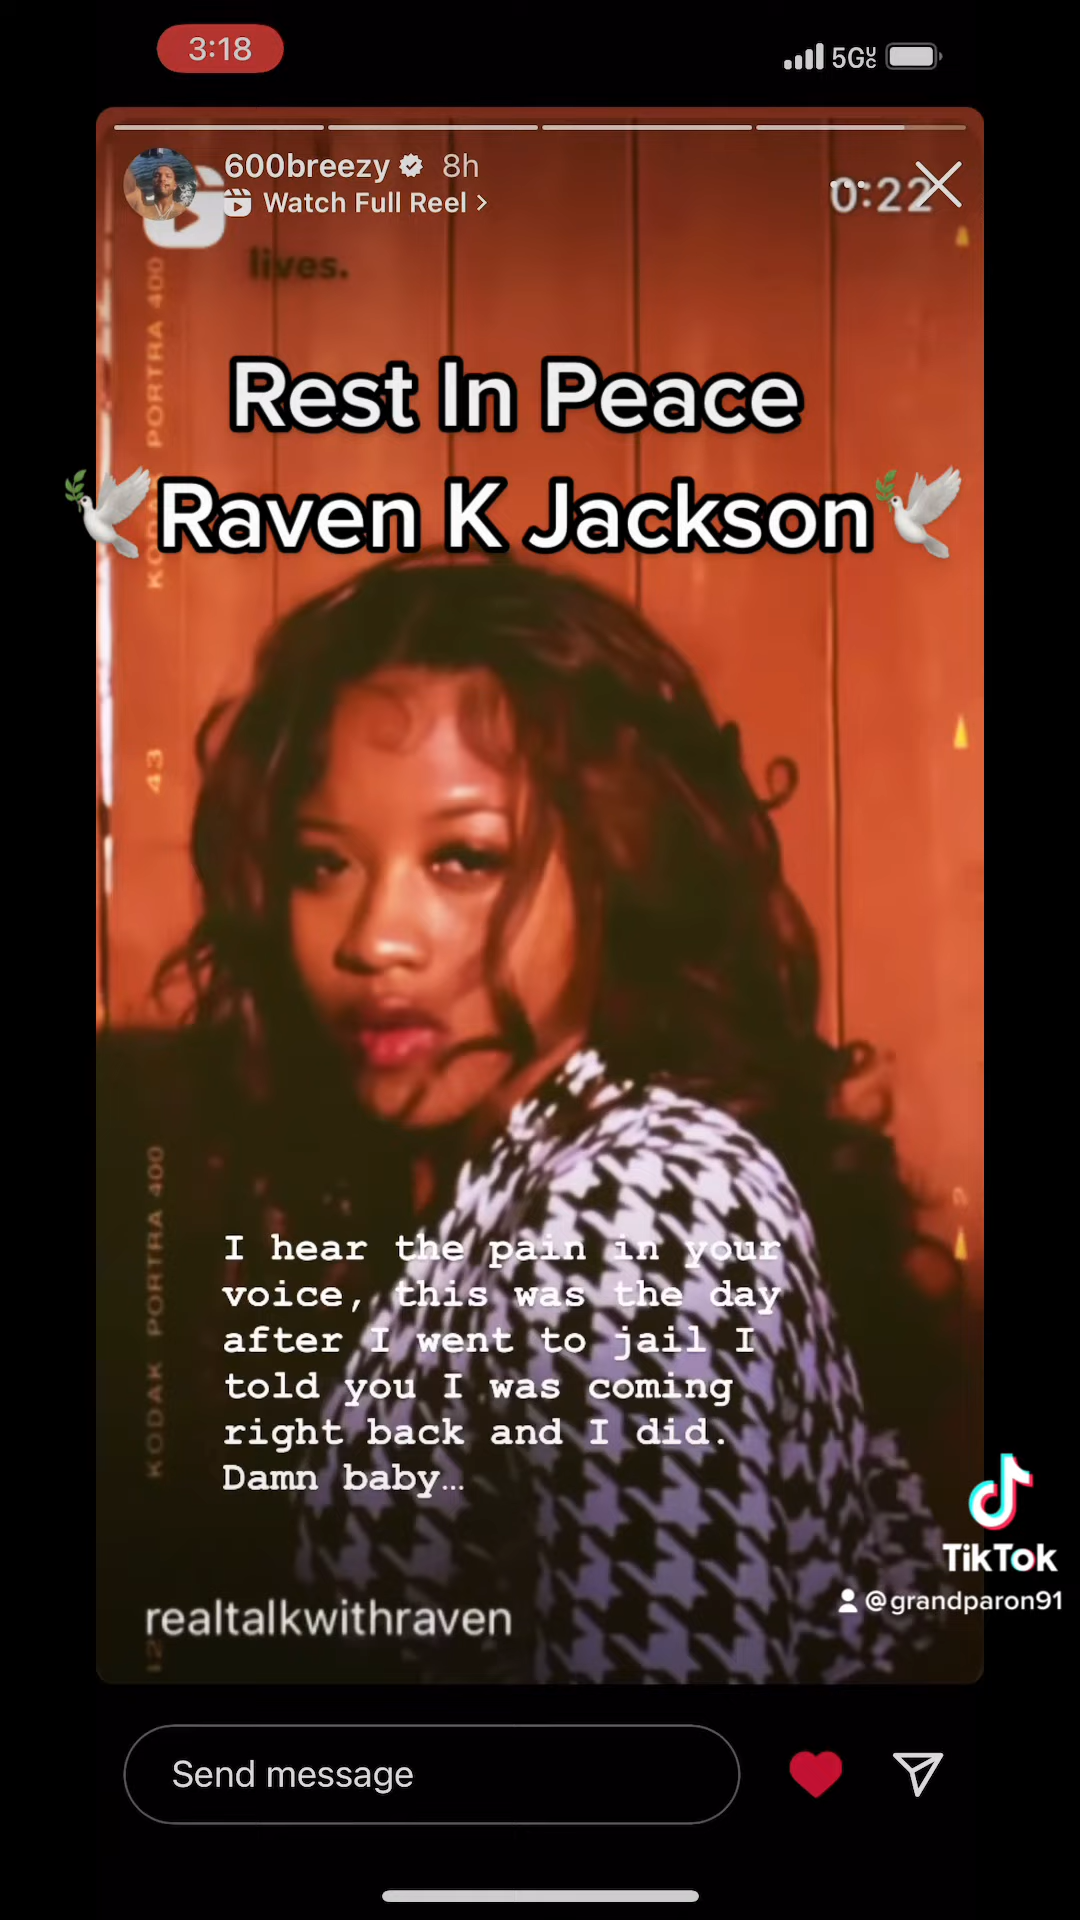 3:18
5GUC
600breezy 8h
Watch Full Reel >
0:22
lives.
Rest In Peace
Raven K Jackson
KODAK PORTRA 400
43
I hear the pain in your
voice, this was the day
after I went to jail I
told you I was coming
right back and I did.
Damn baby…
KODAK PORTRA 400
TikTok
@grandparon91
realtalkwithraven
12
Send message